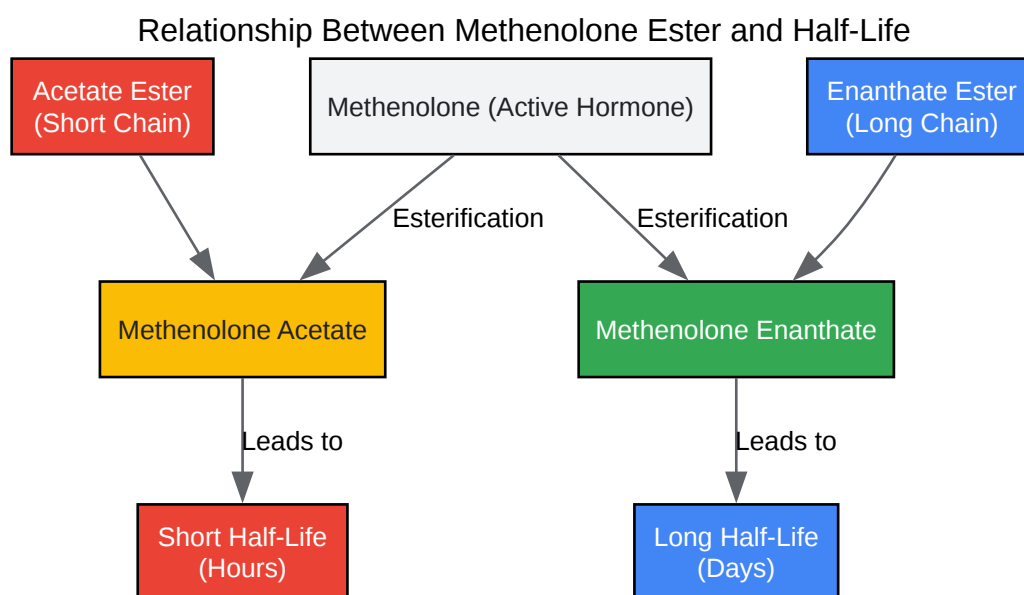 Relationship Between Methenolone Ester and Half-Life
Acetate Ester
(Short Chain)
Methenolone (Active Hormone)
Enanthate Ester
(Long Chain)
Esterification
Esterification
Methenolone Acetate
Methenolone Enanthate
Leads to
Leads to
Short Half-Life
(Hours)
Long Half-Life
(Days)